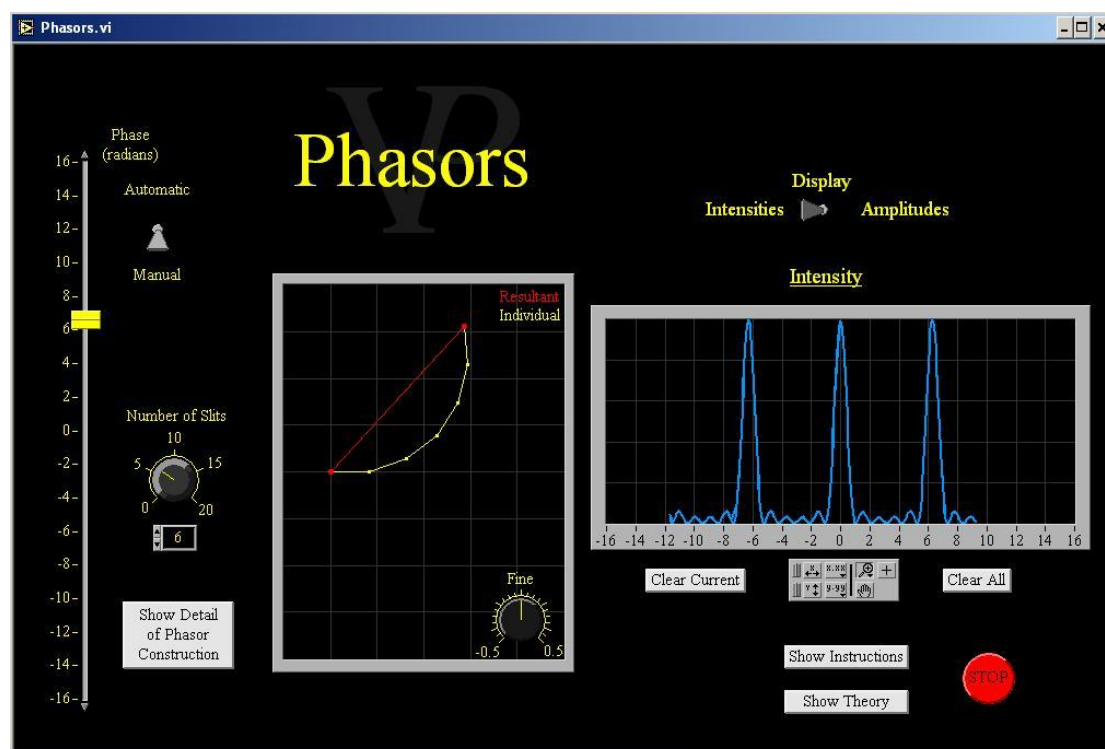 Phasors.vi
VP
Phasors
Phase
(radians)
Automatic
Manual
16
14
12
10
8
6
4
2
0
-2
-4
-6
-8
-10
-12
-14
-16
Number of Slits
0
5
10
15
20
6
Show Detail
of Phasor
Construction
Resultant
Individual
Fine
-0.5
0.5
Display
Intensities
Amplitudes
Intensity
-16 -14 -12 -10 -8 -6 -4 -2 0 2 4 6 8 10 12 14 16
Clear Current
X
x.xx
Y
y.yy
Clear All
Show Instructions
Show Theory
STOP